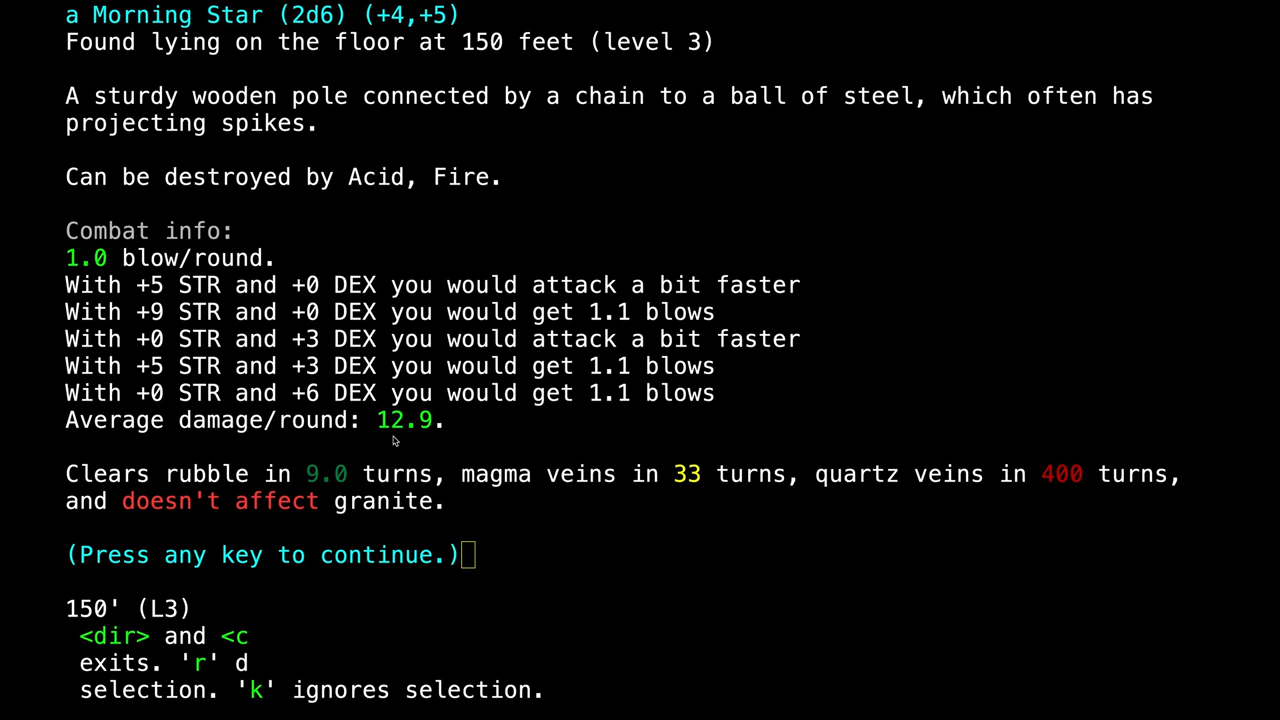 a Morning Star (2d6) (+4,+5)
Found lying on the floor at 150 feet (level 3)
A sturdy wooden pole connected by a chain to a ball of steel, which often has
projecting spikes.
Can be destroyed by Acid, Fire.
Combat info:
1.0 blow/round.
With +5 STR and +0 DEX you would attack a bit faster
With +9 STR and +0 DEX you would get 1.1 blows
With +0 STR and +3 DEX you would attack a bit faster
With +5 STR and +3 DEX you would get 1.1 blows
With +0 STR and +6 DEX you would get 1.1 blows
Average damage/round: 12.9.
Clears rubble in 9.0 turns, magma veins in 33 turns, quartz veins in 400 turns,
and doesn't affect granite.
(Press any key to continue.)
150' (L3)
<dir> and <c
exits. 'r' d
selection. 'k' ignores selection.